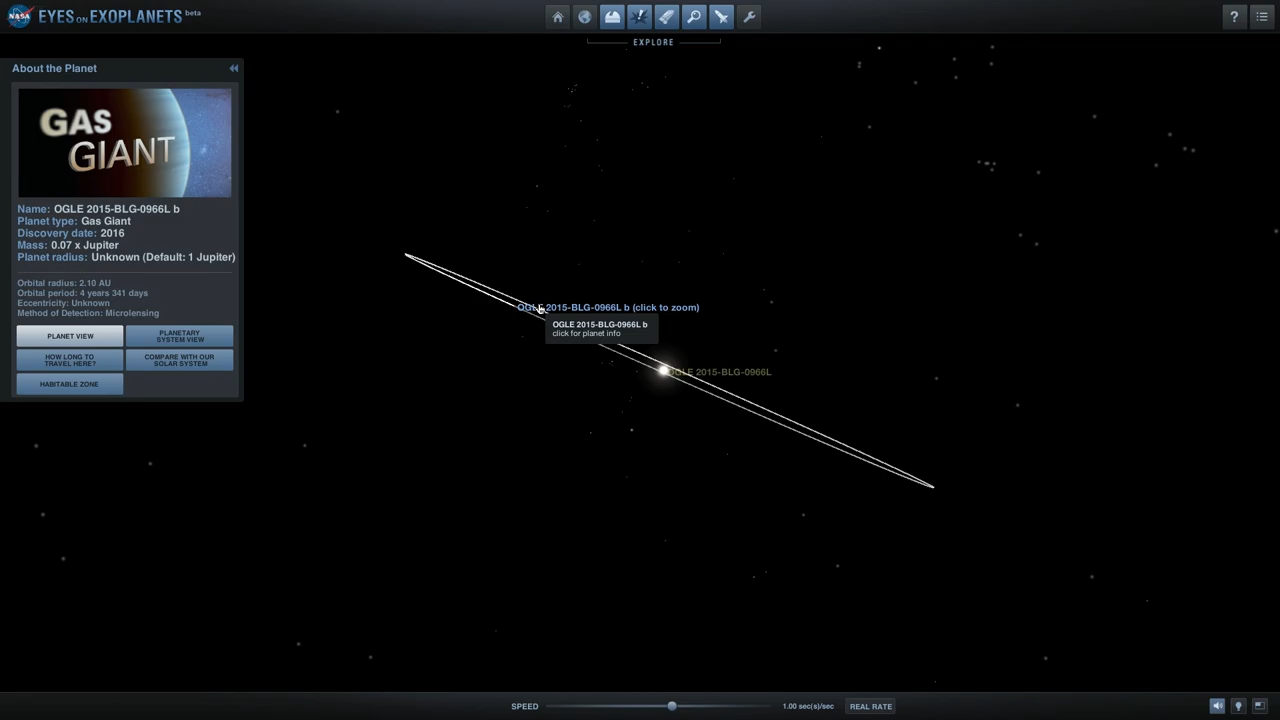 NASA
EYES ON EXOPLANETS beta
?
EXPLORE
About the Planet
GAS
GIANT
Name: OGLE 2015-BLG-0966L b
Planet type: Gas Giant
Discovery date: 2016
Mass: 0.07 x Jupiter
Planet radius: Unknown (Default: 1 Jupiter)
Orbital radius: 2.10 AU
Orbital period: 4 years 341 days
Eccentricity: Unknown
Method of Detection: Microlensing
PLANET VIEW
PLANETARY
SYSTEM VIEW
HOW LONG TO
TRAVEL HERE?
COMPARE WITH OUR
SOLAR SYSTEM
HABITABLE ZONE
OGLE 2015-BLG-0966L b (click to zoom)
OGLE 2015-BLG-0966L b
click for planet info
OGLE 2015-BLG-0966L
SPEED
1.00 sec(s)/sec
REAL RATE